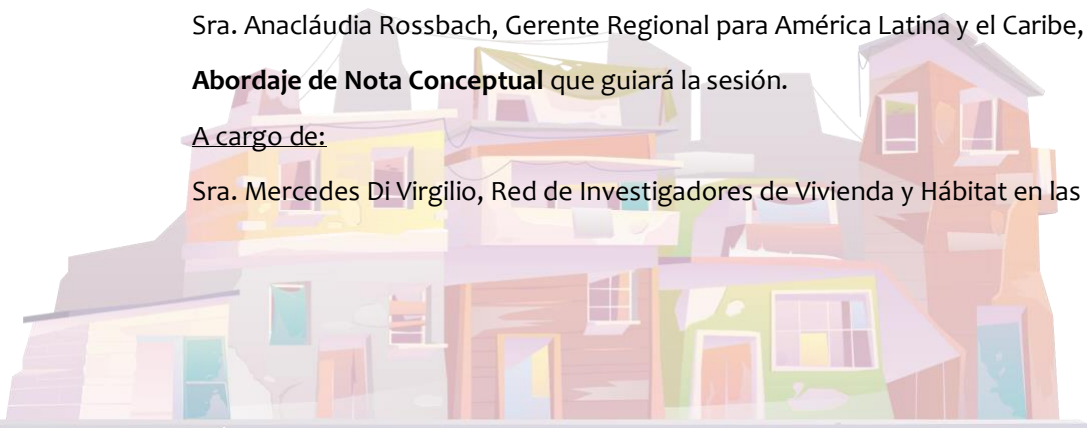 Sra. Anacláudia Rossbach, Gerente Regional para América Latina y el Caribe,
Abordaje de Nota Conceptual que guiará la sesión.
A cargo de:
Sra. Mercedes Di Virgilio, Red de Investigadores de Vivienda y Hábitat en las